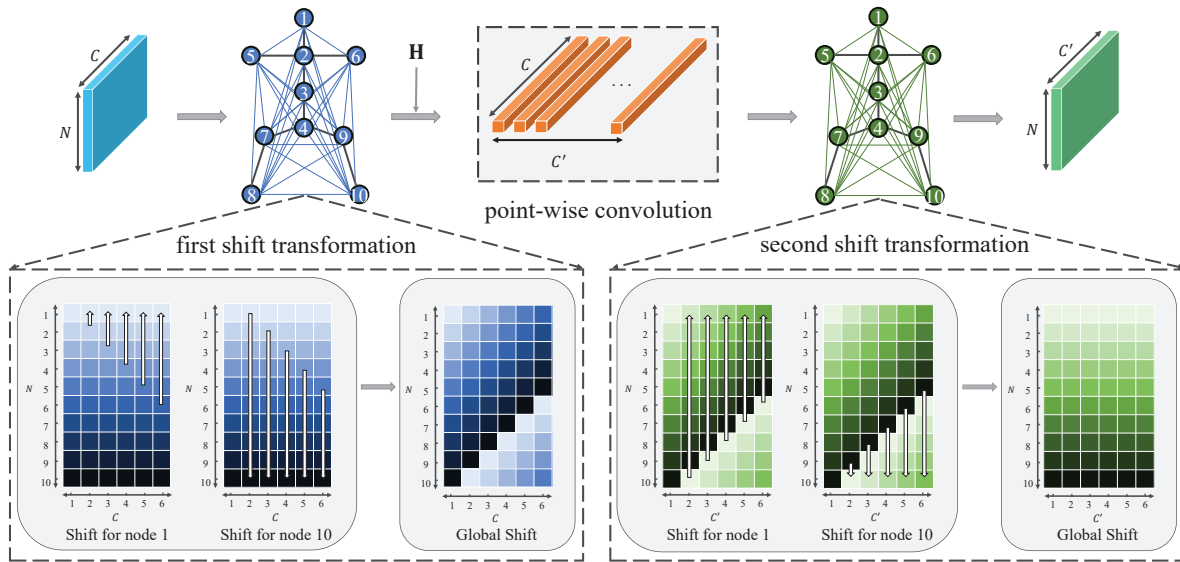 C
N
1
5 2 6
3
7 4 9
8 10
H
C
. . .
C′
point-wise convolution
1
5 2 6
3
7 4 9
8 10
C′
N
first shift transformation
second shift transformation
1
2
3
4
N 5
6
7
8
9
10
1 2 3 4 5 6
C
Shift for node 1
1
2
3
4
N 5
6
7
8
9
10
1 2 3 4 5 6
C
Shift for node 10
1
2
3
4
N 5
6
7
8
9
10
1 2 3 4 5 6
C
Global Shift
1
2
3
4
N 5
6
7
8
9
10
1 2 3 4 5 6
C′
Shift for node 1
1
2
3
4
N 5
6
7
8
9
10
1 2 3 4 5 6
C′
Shift for node 10
1
2
3
4
N 5
6
7
8
9
10
1 2 3 4 5 6
C′
Global Shift